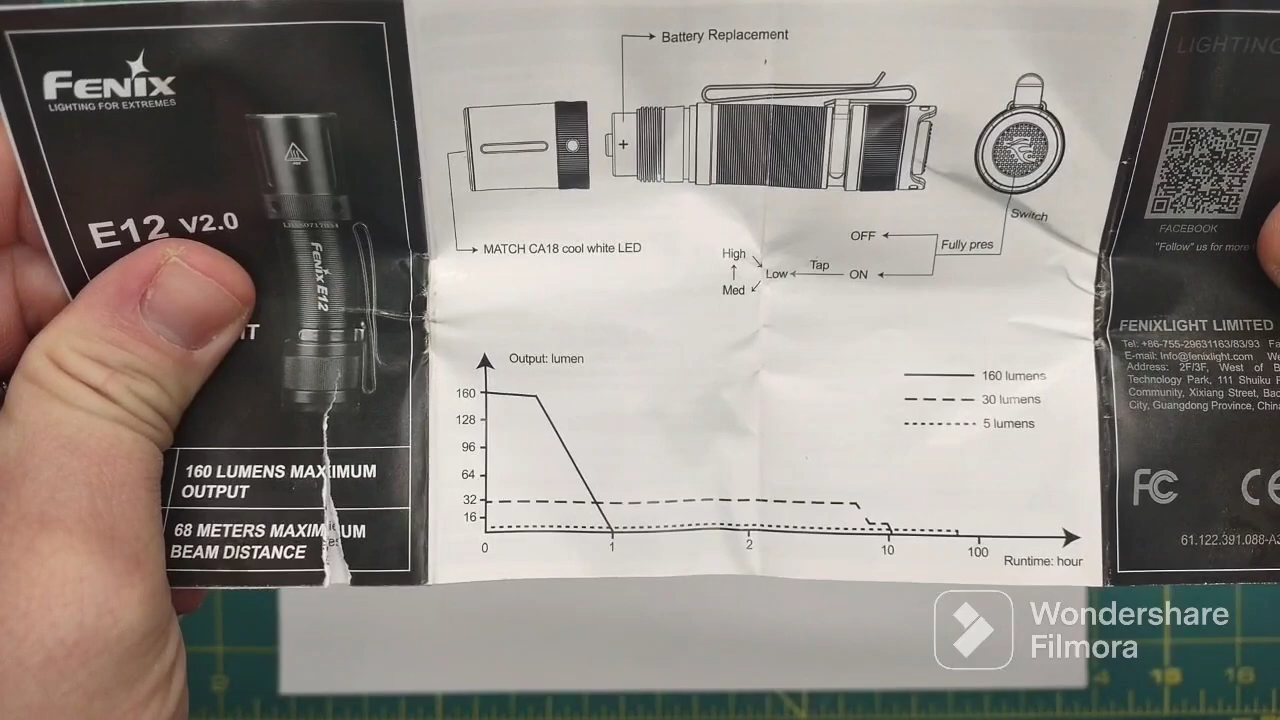 FENIX
LIGHTING FOR EXTREMES
E12 V2.0
FENIX E12
160 LUMENS MAXIMUM
OUTPUT
68 METERS MAXIMUM
BEAM DISTANCE
Battery Replacement
+
MATCH CA18 cool white LED
Switch
OFF
Fully pres
ON
Tap
High
Low
Med
Output: lumen
160
128
96
64
32
16
0
1
2
10
100
Runtime: hour
160 lumens
30 lumens
5 lumens
LIGHTING
FACEBOOK
"Follow" us for more
FENIXLIGHT LIMITED
Tel: +86-755-29631163/83/93
E-mail: Info@fenixlight.com
Address: 2F/3F, West of
Technology Park, 111 Shuiku
Community, Xixiang Street,
City, Guangdong Province,
FC CE
61.122.391.088-A3
Wondershare
Filmora
15
16